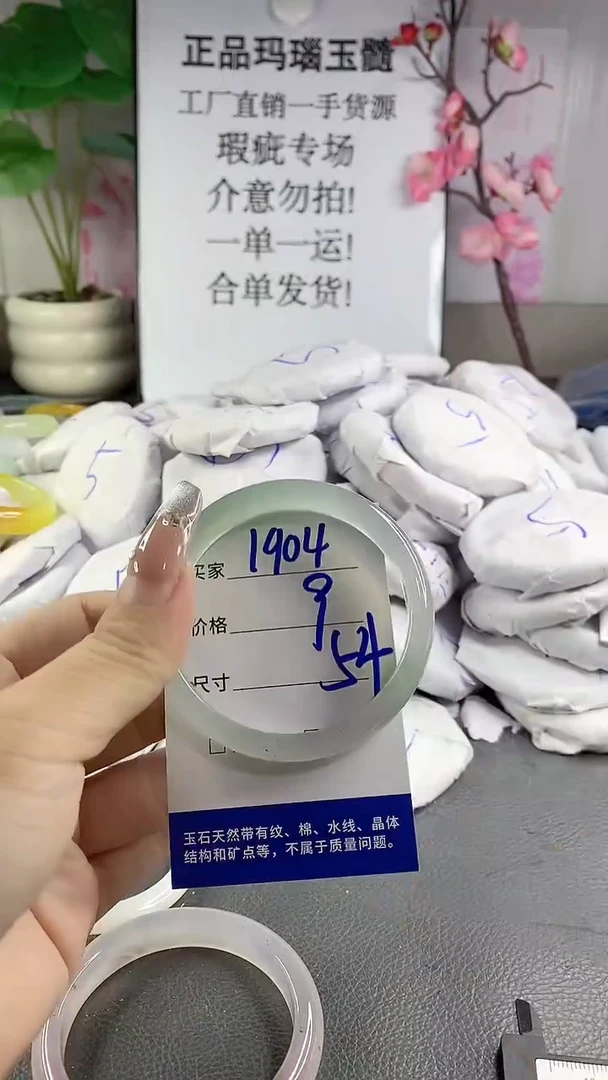 正品玛瑙玉髓
工厂直销一手货源
瑕疵专场
介意勿拍!
一单一运!
合单发货!
买家 1904
价格 9
尺寸 54
玉石天然带有纹、棉、水线、晶体
结构和矿点等，不属于质量问题。
5